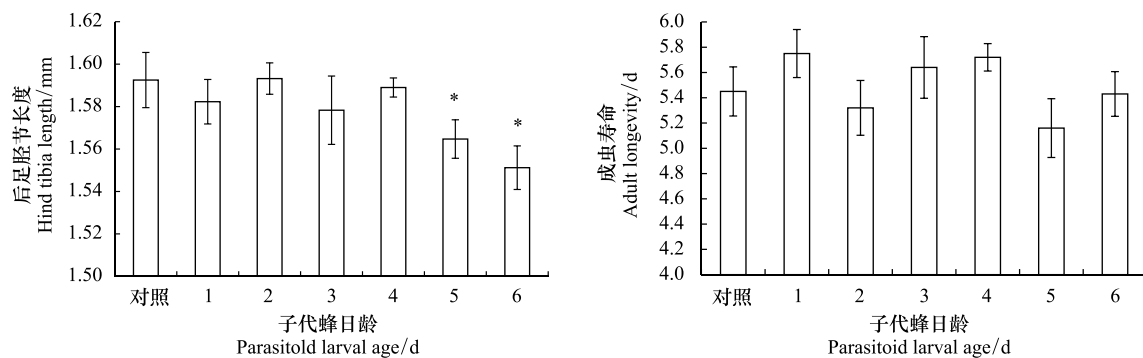 后足胫节长度
Hind tibia length/mm
1.62
1.60
1.58
1.56
1.54
1.52
1.50
*
*
对照 1 2 3 4 5 6
子代蜂日龄
Parasitold larval age/d
成虫寿命
Adult longevity/d
6.0
5.8
5.6
5.4
5.2
5.0
4.8
4.6
4.4
4.2
4.0
对照 1 2 3 4 5 6
子代蜂日龄
Parasitoid larval age/d